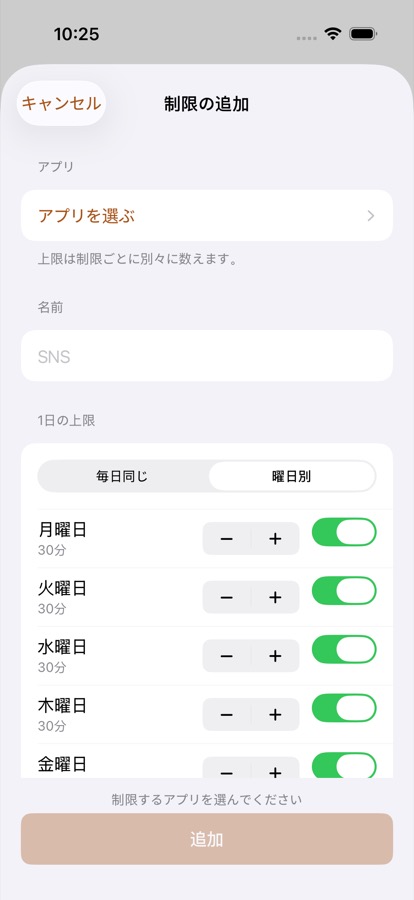 10:25
キャンセル
制限の追加
アプリ
アプリを選ぶ
上限は制限ごとに別々に数えます。
名前
SNS
1日の上限
毎日同じ
曜日別
月曜日
30分
火曜日
30分
水曜日
30分
木曜日
30分
金曜日
制限するアプリを選んでください
追加